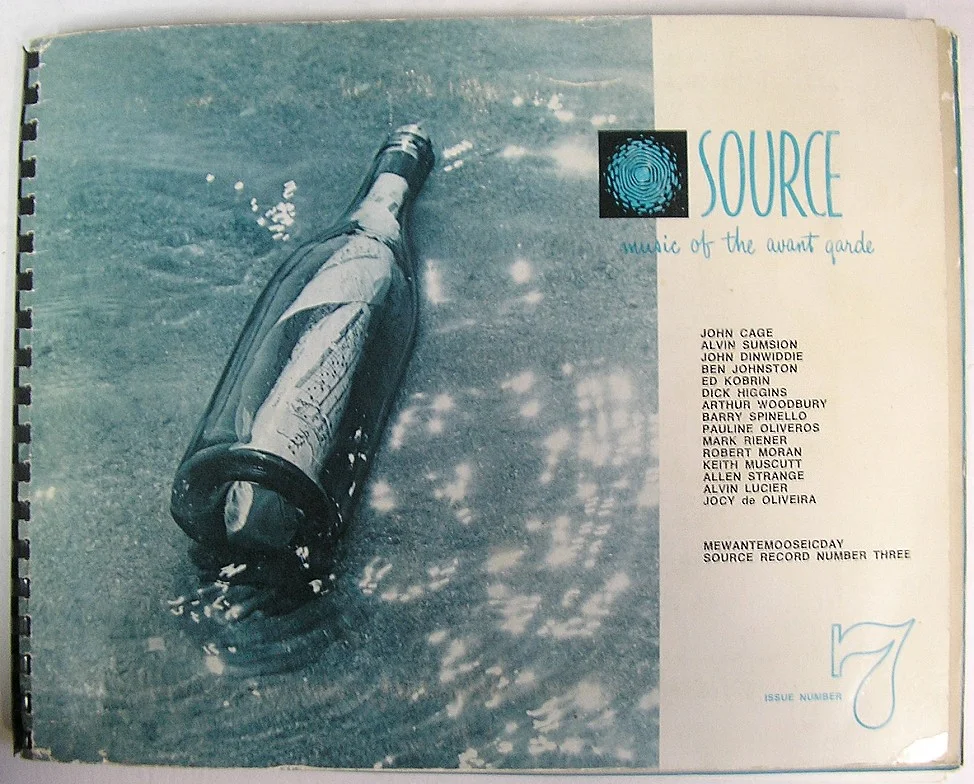 SOURCE
music of the avant garde
JOHN CAGE
ALVIN SUMSION
JOHN DINWIDDIE
BEN JOHNSTON
ED KOBRIN
DICK HIGGINS
ARTHUR WOODBURY
BARRY SPINELLO
PAULINE OLIVEROS
MARK RIENER
ROBERT MORAN
KEITH MUSCUTT
ALLEN STRANGE
ALVIN LUCIER
JOCY de OLIVEIRA
MEWANTEMOOSEICDAY
SOURCE RECORD NUMBER THREE
ISSUE NUMBER 7